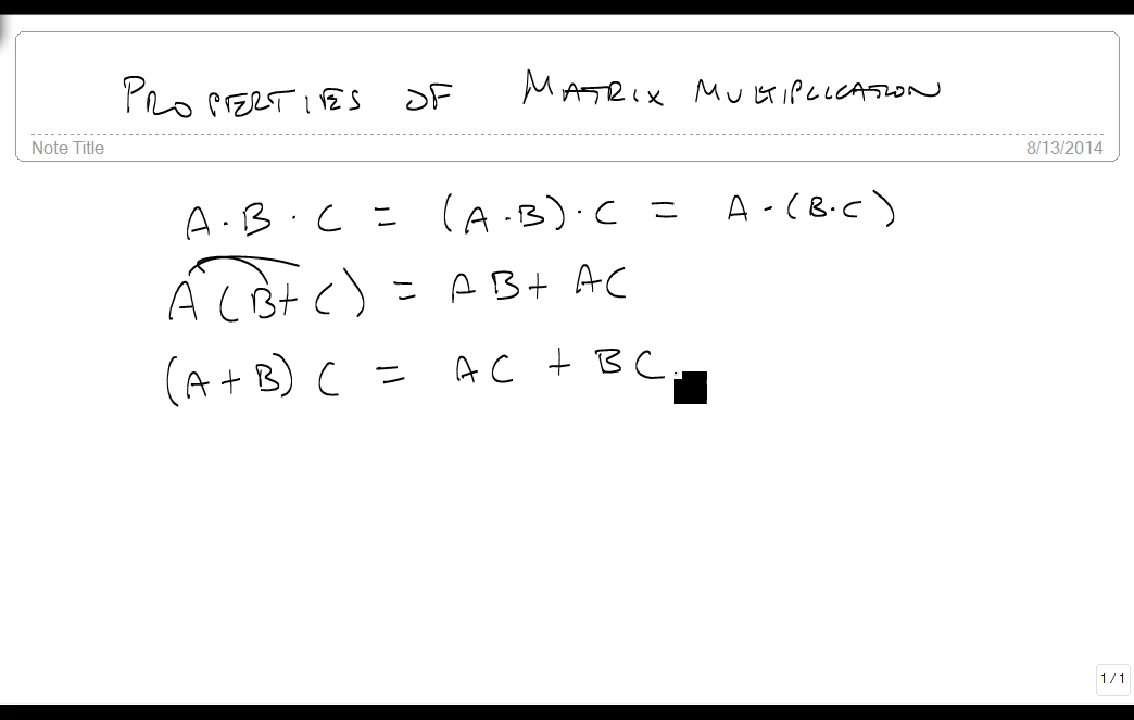 PROPERTIES OF MATRIX MULTIPLICATION
Note Title
8/13/2014
A · B · C = (A · B) · C = A · (B · C)
A (B + C) = AB + AC
(A + B) C = AC + BC.
1/1